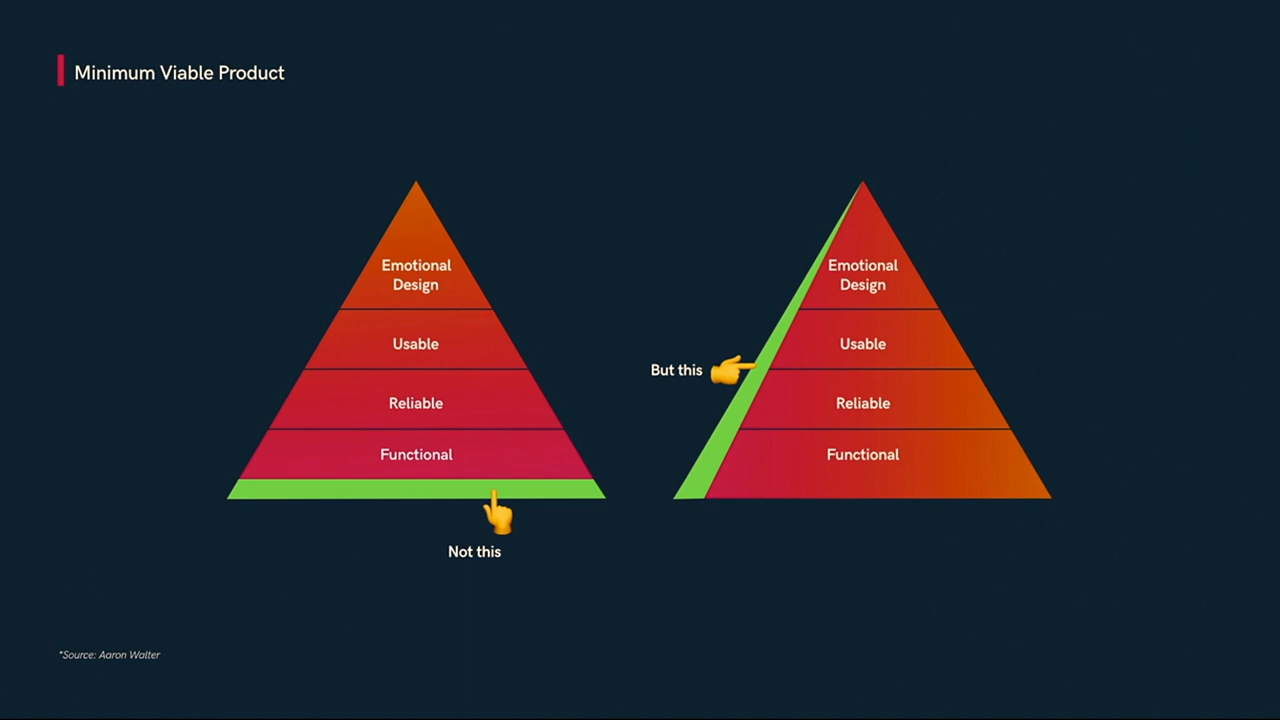 Minimum Viable Product
Emotional
Design
Usable
Reliable
Functional
Not this
Emotional
Design
Usable
But this
Reliable
Functional
*Source: Aaron Walter